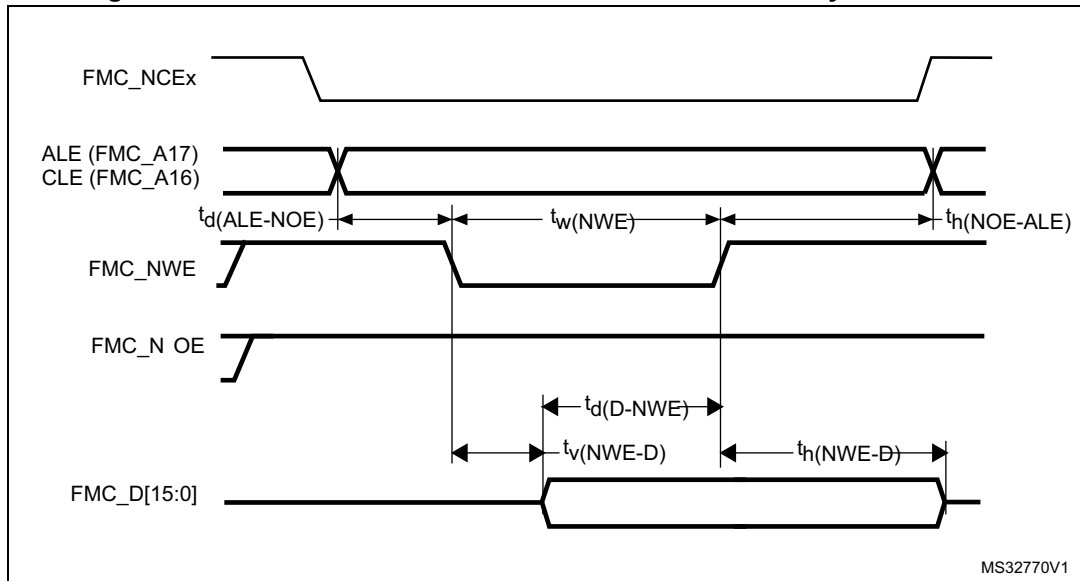 FMC_NCEx
ALE (FMC_A17)
CLE (FMC_A16)
td(ALE-NOE) tw(NWE) th(NOE-ALE)
FMC_NWE
FMC_N OE
td(D-NWE)
tv(NWE-D) th(NWE-D)
FMC_D[15:0]
MS32770V1